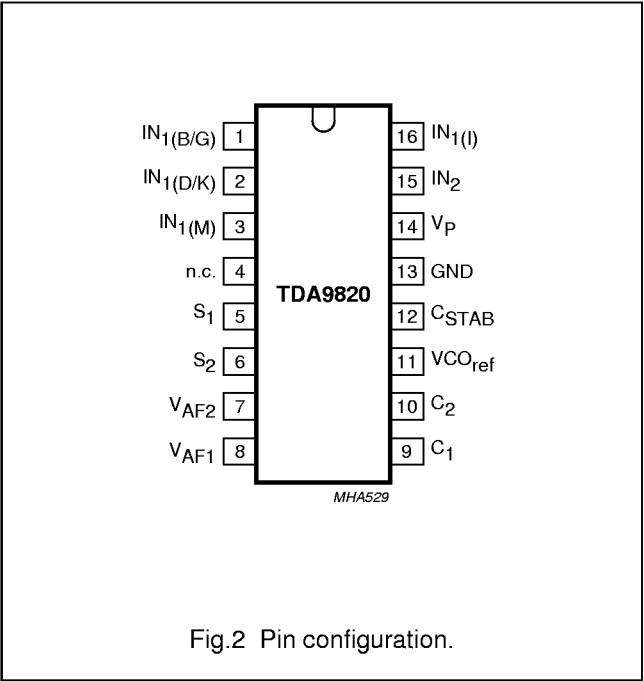 IN1(B/G) 1 16 IN1(I)
IN1(D/K) 2 15 IN2
IN1(M) 3 14 VP
n.c. 4 13 GND
TDA9820
S1 5 12 CSTAB
S2 6 11 VCOref
VAF2 7 10 C2
VAF1 8 9 C1
MHA529
Fig.2 Pin configuration.